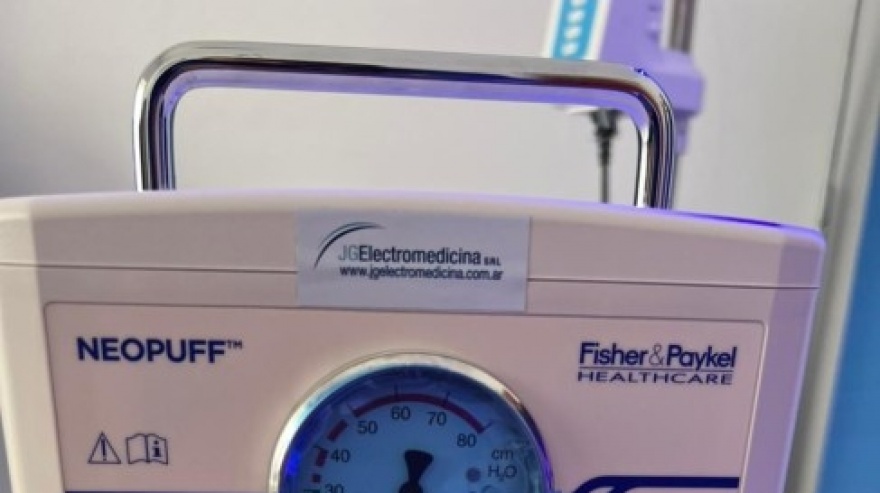 JGElectromedicina SRL
www.jgelectromedicina.com.ar
NEOPUFF™
Fisher&Paykel
HEALTHCARE
30
40
50
60
70
80
cm
H₂O